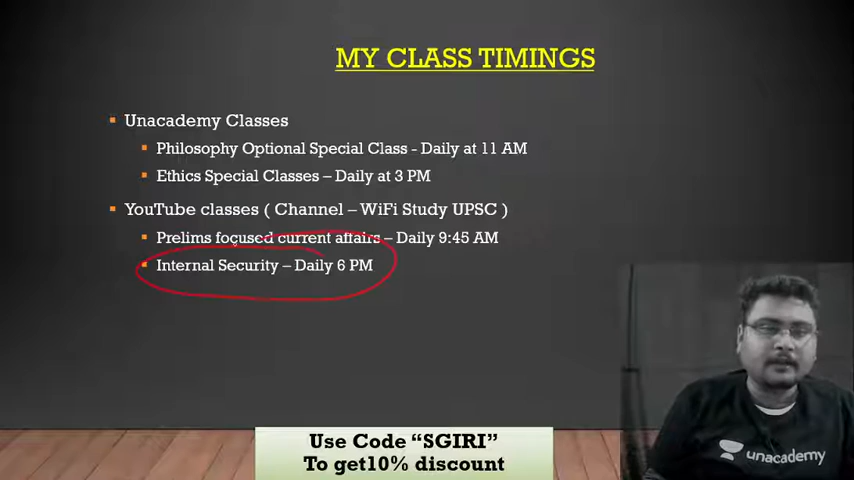 MY CLASS TIMINGS
Unacademy Classes
Philosophy Optional Special Class - Daily at 11 AM
Ethics Special Classes – Daily at 3 PM
YouTube classes ( Channel – WiFi Study UPSC )
Prelims focused current affairs – Daily 9:45 AM
Internal Security – Daily 6 PM
unacademy
Use Code “SGIRI”
To get10% discount